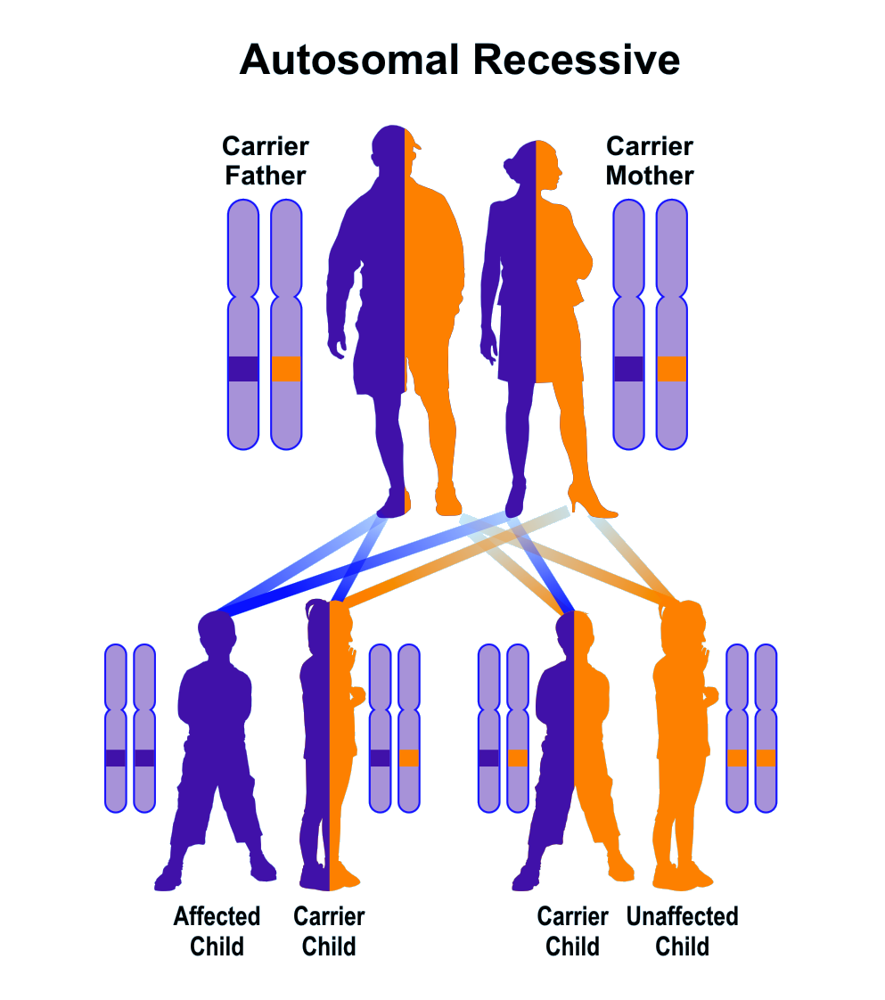 Autosomal Recessive
Carrier
Father
Carrier
Mother
Affected
Child
Carrier
Child
Carrier
Child
Unaffected
Child